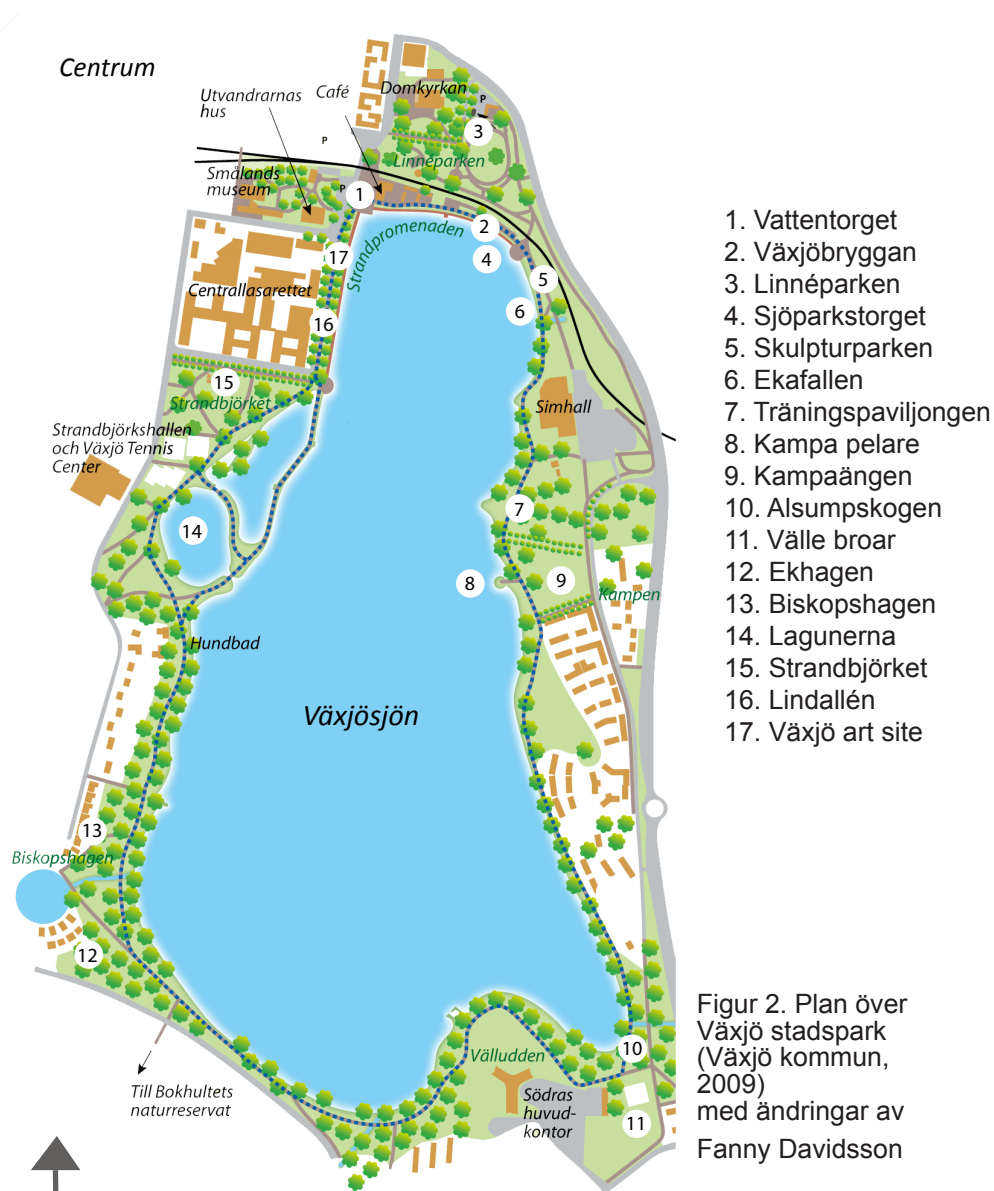 Centrum
Utvandrarnas
hus
Café
Domkyrkan
P
3
P
Linnéparken
Smålands
museum
P
1
2
Strandpromenaden
17
4
5
Centrallasarettet
6
16
15
Strandbjörket
Simhall
Strandbjörkshallen
och Växjö Tennis
Center
7
14
8
9
Kampen
Hundbad
Växjösjön
13
Biskopshagen
12
10
Välludden
Till Bokhultets
naturreservat
Södras
huvud-
kontor
11
1. Vattentorget
2. Växjöbryggan
3. Linnéparken
4. Sjöparkstorget
5. Skulpturparken
6. Ekafallen
7. Träningspaviljongen
8. Kampa pelare
9. Kampaängen
10. Alsumpskogen
11. Välle broar
12. Ekhagen
13. Biskopshagen
14. Lagunerna
15. Strandbjörket
16. Lindallén
17. Växjö art site
Figur 2. Plan över
Växjö stadspark
(Växjö kommun,
2009)
med ändringar av
Fanny Davidsson